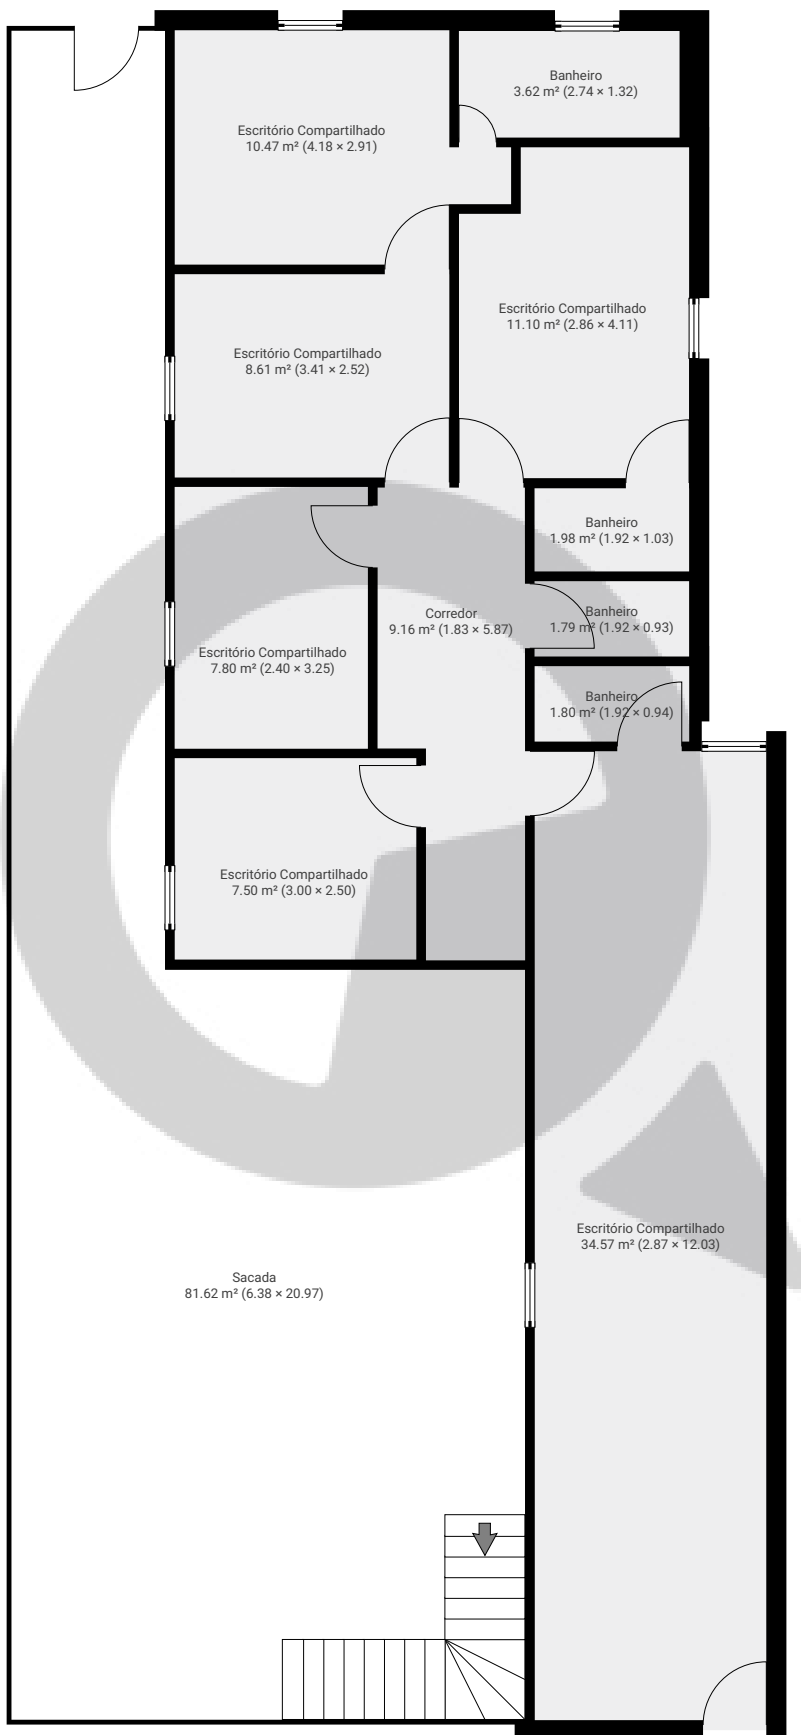 Banheiro
3.62 m² (2.74 × 1.32)
Escritório Compartilhado
10.47 m² (4.18 × 2.91)
Escritório Compartilhado
11.10 m² (2.86 × 4.11)
Escritório Compartilhado
8.61 m² (3.41 × 2.52)
Banheiro
1.98 m² (1.92 × 1.03)
Banheiro
1.79 m² (1.92 × 0.93)
Corredor
9.16 m² (1.83 × 5.87)
Escritório Compartilhado
7.80 m² (2.40 × 3.25)
Banheiro
1.80 m² (1.92 × 0.94)
Escritório Compartilhado
7.50 m² (3.00 × 2.50)
Escritório Compartilhado
34.57 m² (2.87 × 12.03)
Sacada
81.62 m² (6.38 × 20.97)